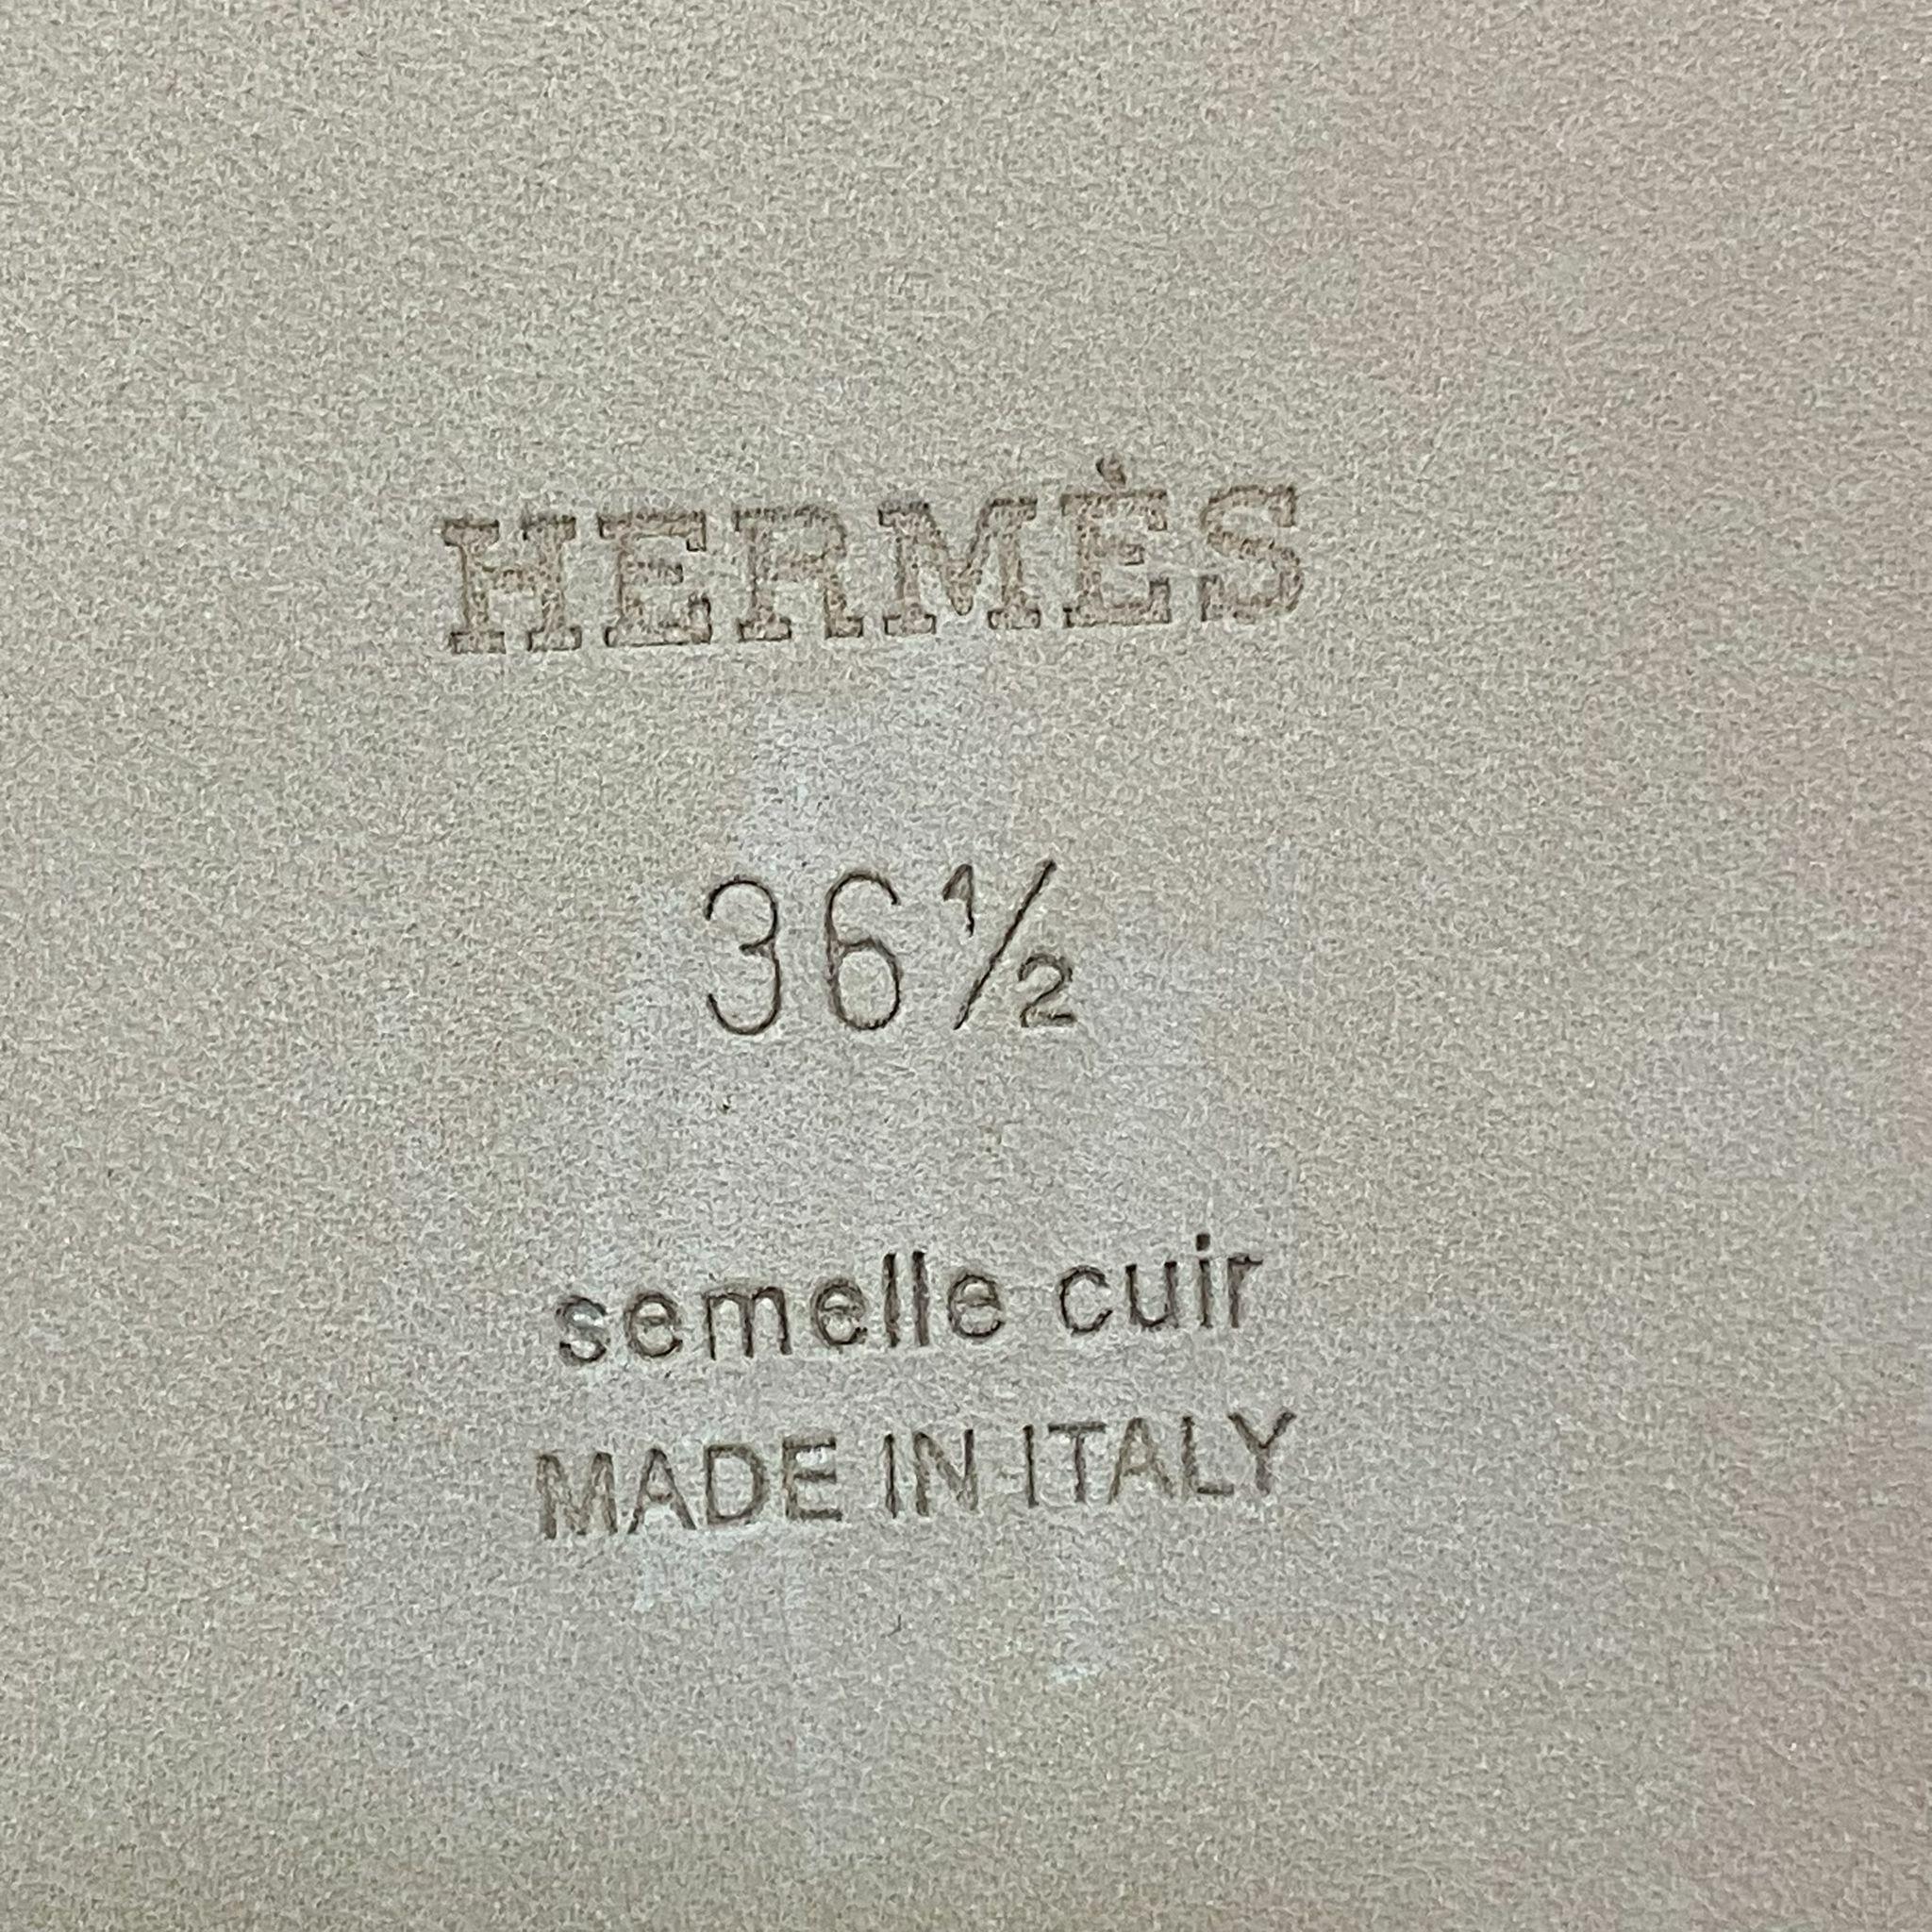 HERMÈS
36½
semelle cuir
MADE IN ITALY